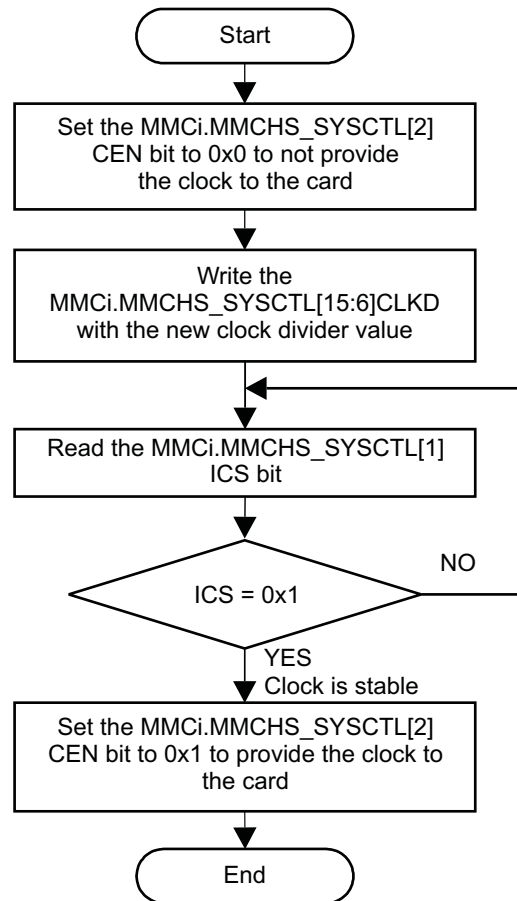 Start
Set the MMCi.MMCHS_SYSCTL[2]
CEN bit to 0x0 to not provide
the clock to the card
Write the
MMCi.MMCHS_SYSCTL[15:6]CLKD
with the new clock divider value
Read the MMCi.MMCHS_SYSCTL[1]
ICS bit
ICS = 0x1
NO
YES
Clock is stable
Set the MMCi.MMCHS_SYSCTL[2]
CEN bit to 0x1 to provide the clock to
the card
End